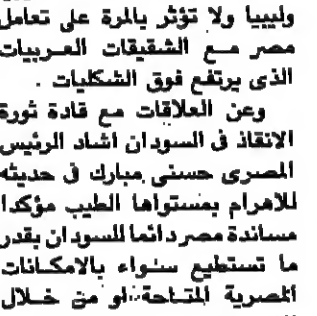 وليبيا ولا تؤثر بالمرة على تعامل
مصر مع الشقيقات العربيات
الذى يرتفع فوق الشكليات .
وعن العلاقات مع قادة ثورة
الانقاذ فى السودان اشاد الرئيس
المصرى حسنى مبارك فى حديثه
للاهرام بمستواها الطيب مؤكدا
مساندة مصر دائما للسودان بقدر
ما تستطيع سواء بالامكانات
المصرية المتاحة او من خلال